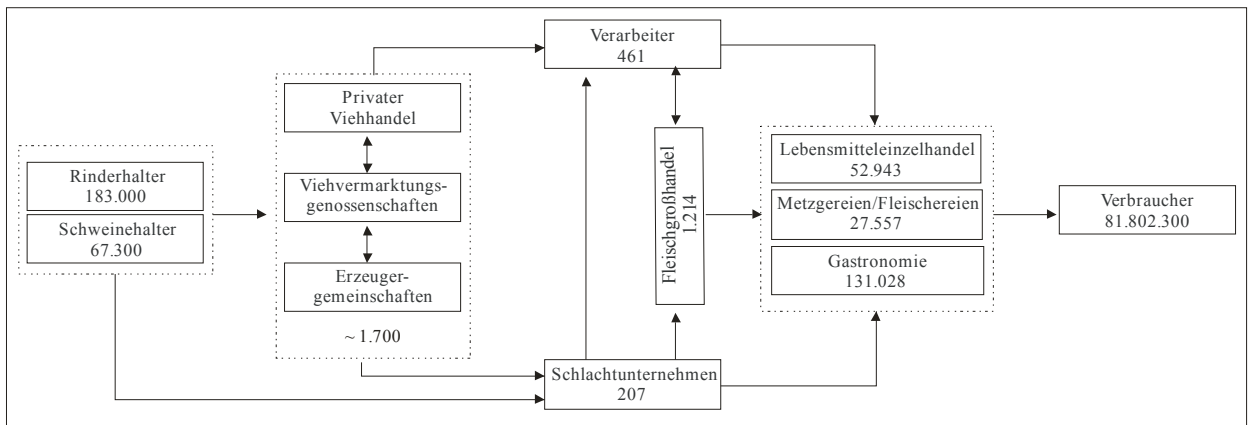 Verarbeiter
461
Privater
Viehhandel
Rinderhalter
183.000
Schweinehalter
67.300
Viehvermarktungs-
genossenschaften
Erzeuger-
gemeinschaften
~ 1.700
Fleischgroßhandel
1.214
Lebensmitteleinzelhandel
52.943
Metzgereien/Fleischereien
27.557
Gastronomie
131.028
Verbraucher
81.802.300
Schlachtunternehmen
207